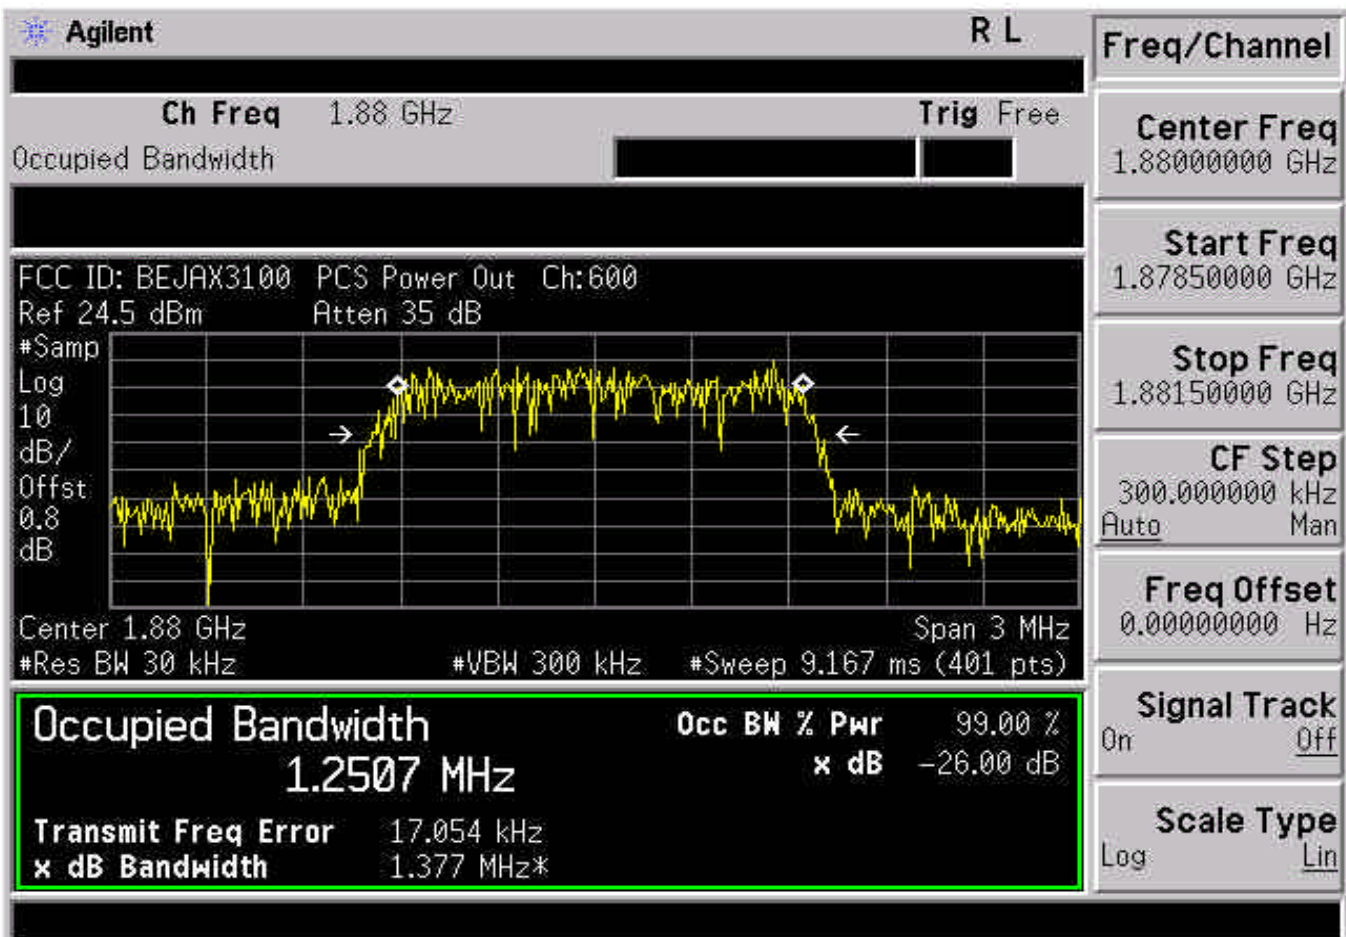 Agilent R L
Ch Freq 1.88 GHz Trig Free
Occupied Bandwidth
FCC ID: BEJAX3100 PCS Power Out Ch:600
Ref 24.5 dBm Atten 35 dB
#Samp
Log
10
dB/
Offst
0.8
dB
Center 1.88 GHz Span 3 MHz
#Res BW 30 kHz #VBW 300 kHz #Sweep 9.167 ms (401 pts)
Occupied Bandwidth Occ BW % Pwr 99.00 %
1.2507 MHz x dB -26.00 dB
Transmit Freq Error 17.054 kHz
x dB Bandwidth 1.377 MHz*
Freq/Channel
Center Freq
1.88000000 GHz
Start Freq
1.87850000 GHz
Stop Freq
1.88150000 GHz
CF Step
300.000000 kHz
Auto Man
Freq Offset
0.00000000 Hz
Signal Track
On Off
Scale Type
Log Lin